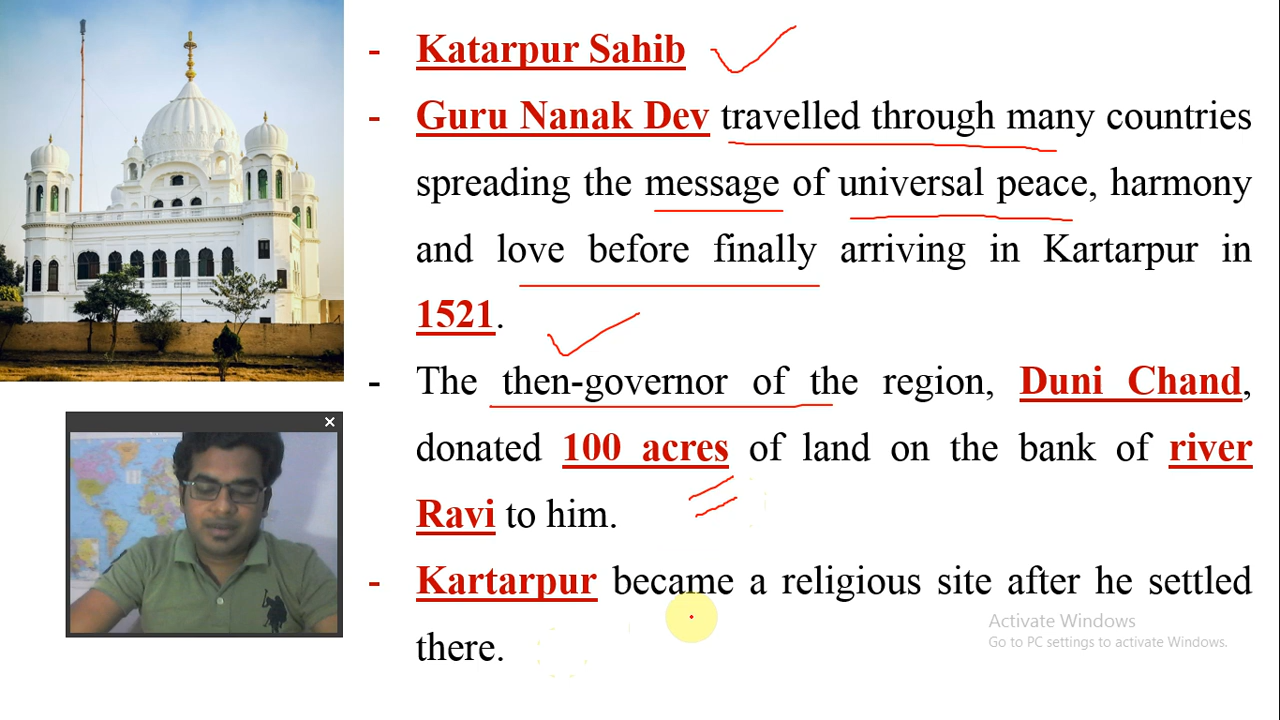 - Katarpur Sahib
- Guru Nanak Dev travelled through many countries
spreading the message of universal peace, harmony
and love before finally arriving in Kartarpur in
1521.
- The then-governor of the region, Duni Chand,
donated 100 acres of land on the bank of river
Ravi to him.
- Kartarpur became a religious site after he settled
there.
Activate Windows
Go to PC settings to activate Windows.